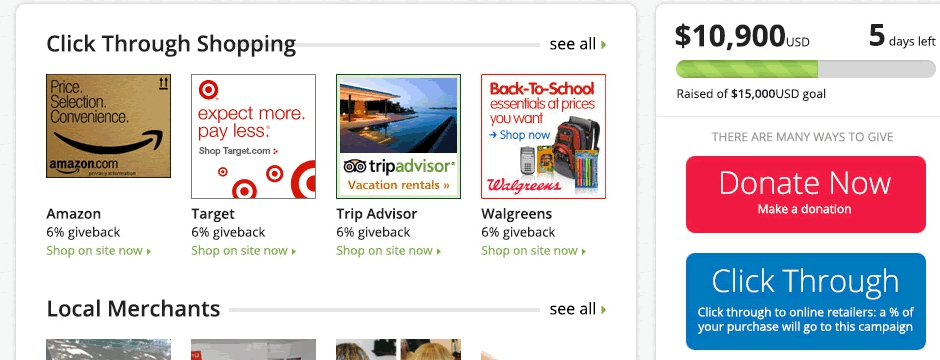 Click Through Shopping
see all
Price.
Selection.
Convenience.
amazon.com
privacy information
Amazon
6% giveback
Shop on site now
expect more.
pay less.®
Shop Target.com
Target
6% giveback
Shop on site now
tripadvisor®
Vacation rentals »
Trip Advisor
6% giveback
Shop on site now
Back-To-School
essentials at prices
you want
Shop now
Walgreens
Walgreens
6% giveback
Shop on site now
Local Merchants
see all
$10,900USD
5 days left
Raised of $15,000USD goal
THERE ARE MANY WAYS TO GIVE
Donate Now
Make a donation
Click Through
Click through to online retailers: a % of
your purchase will go to this campaign